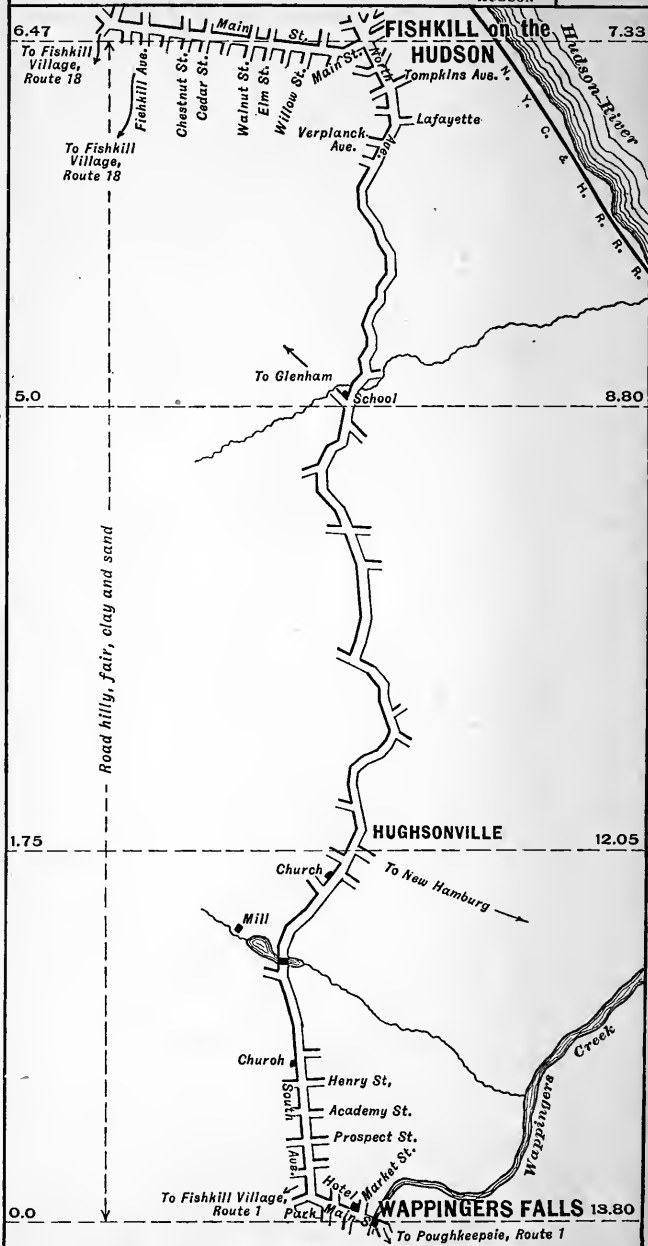 HUDSON
6.47
Main St.
FISHKILL on the
HUDSON
7.33
Hudson River
To Fishkill
Village,
Route 18
Fishkill Ave.
Chestnut St.
Cedar St.
Walnut St.
Elm St.
Willow St.
Main St.
North Ave.
Tompkins Ave.
Lafayette
Verplanck
Ave.
N. Y. C. & H. R. R. R.
To Fishkill
Village,
Route 18
To Glenham
School
5.0
8.80
Road hilly, fair, clay and sand
HUGHSONVILLE
1.75
12.05
Church
To New Hamburg
Mill
Church
South Ave.
Henry St,
Academy St.
Prospect St.
Wappingers Creek
Hotel
Market St.
To Fishkill Village,
Route 1
Park
Main St.
WAPPINGERS FALLS
0.0
13.80
To Poughkeepsie, Route 1